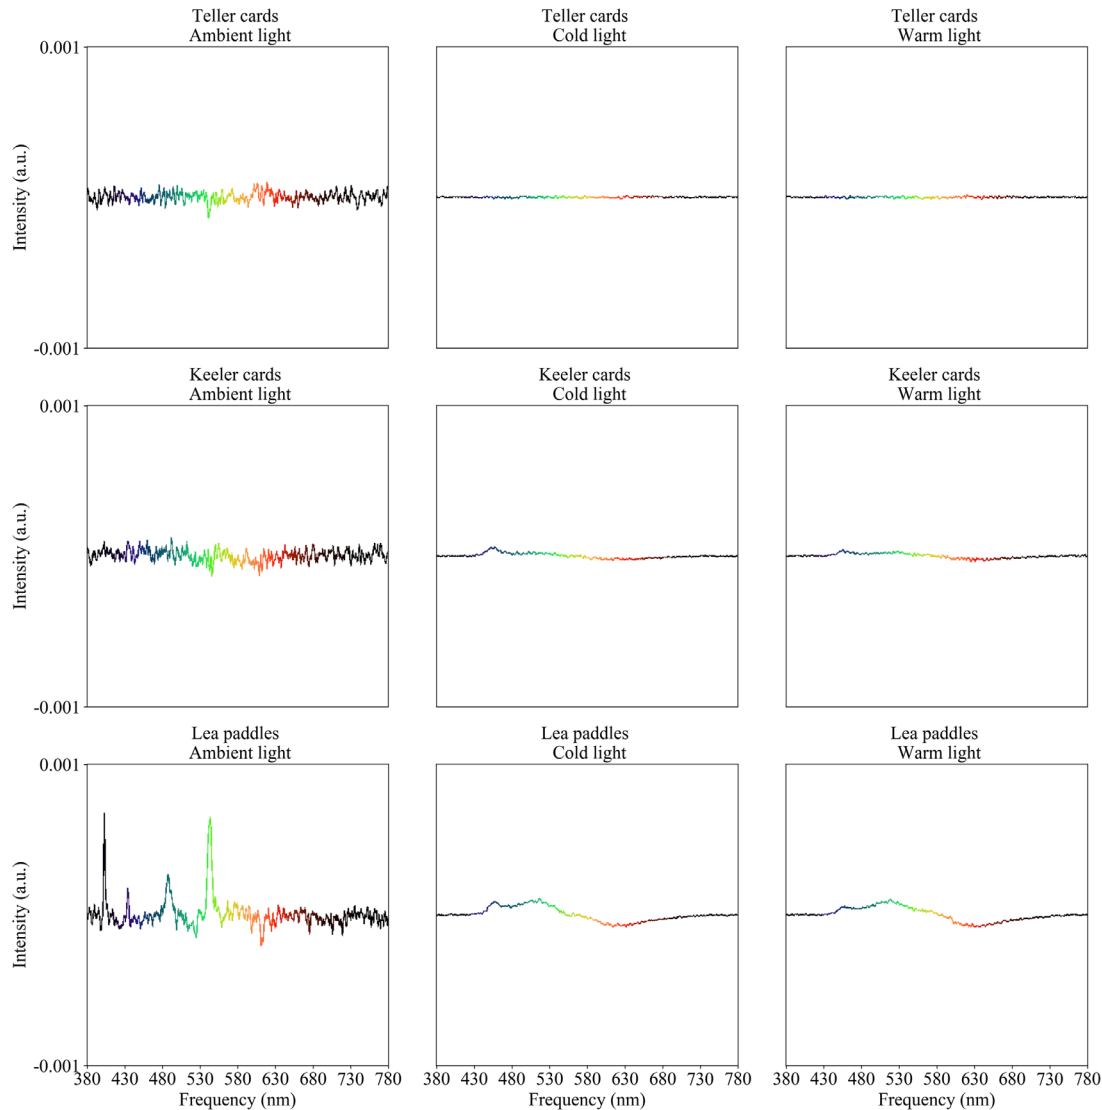 Teller cards
Ambient light
Teller cards
Cold light
Teller cards
Warm light
0.001
Intensity (a.u.)
-0.001
Keeler cards
Ambient light
Keeler cards
Cold light
Keeler cards
Warm light
0.001
Intensity (a.u.)
-0.001
Lea paddles
Ambient light
Lea paddles
Cold light
Lea paddles
Warm light
0.001
Intensity (a.u.)
-0.001
380 430 480 530 580 630 680 730 780
380 430 480 530 580 630 680 730 780
380 430 480 530 580 630 680 730 780
Frequency (nm)
Frequency (nm)
Frequency (nm)